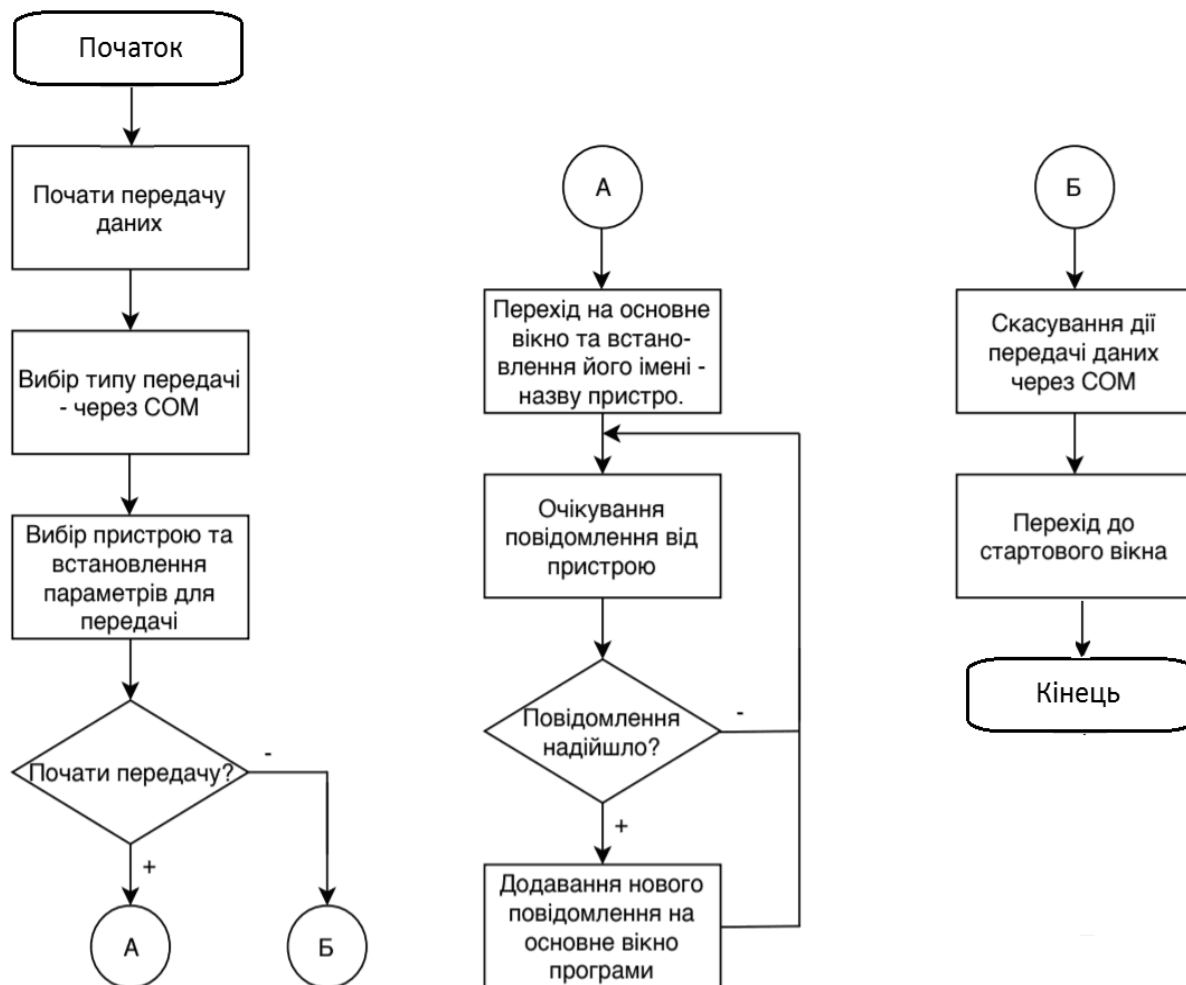 Початок
Почати передачу
даних
Вибір типу передачі
- через COM
Вибір пристрою та
встановлення
параметрів для
передачі
Почати передачу?
-
+
А
Б
А
Перехід на основне
вікно та встано-
влення його імені -
назву пристро.
Очікування
повідомлення від
пристрою
Повідомлення
надійшло?
-
+
Додавання нового
повідомлення на
основне вікно
програми
Б
Скасування дії
передачі даних
через COM
Перехід до
стартового вікна
Кінець